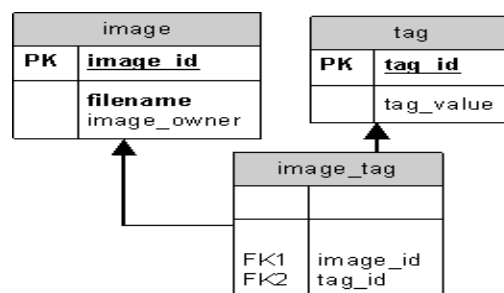 image
PK image_id
filename
image_owner
tag
PK tag_id
tag_value
image_tag
FK1 image_id
FK2 tag_id